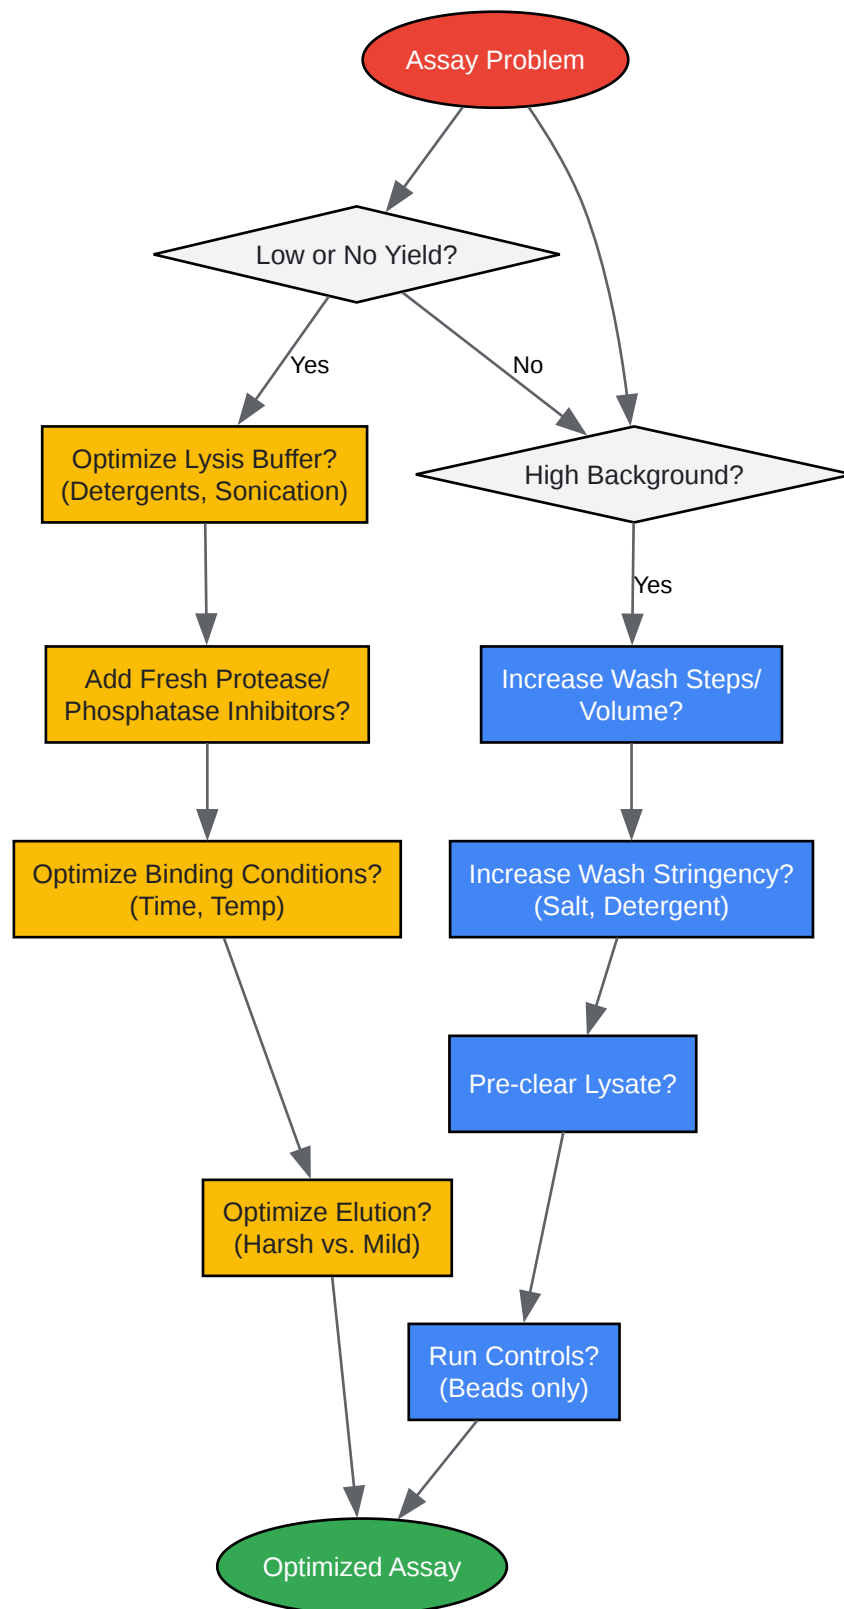 Assay Problem
Low or No Yield?
Yes
No
Optimize Lysis Buffer?
(Detergents, Sonication)
High Background?
Yes
Add Fresh Protease/
Phosphatase Inhibitors?
Increase Wash Steps/
Volume?
Optimize Binding Conditions?
(Time, Temp)
Increase Wash Stringency?
(Salt, Detergent)
Pre-clear Lysate?
Optimize Elution?
(Harsh vs. Mild)
Run Controls?
(Beads only)
Optimized Assay